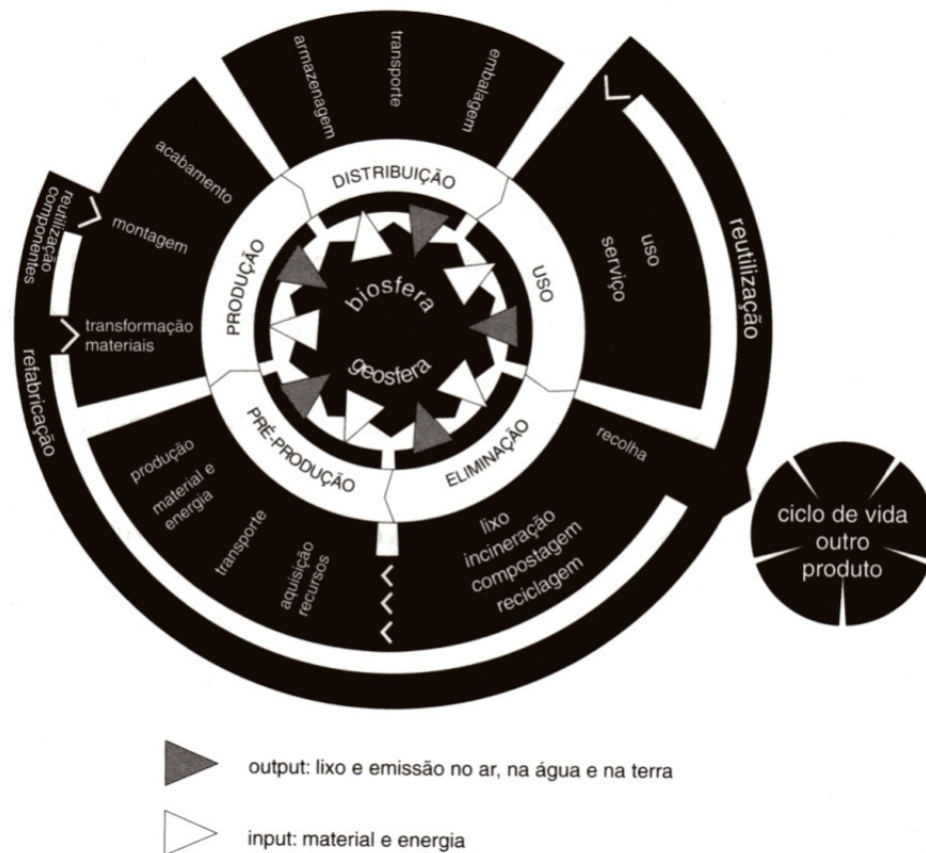 armazenagem
transporte
embalagem
acabamento
montagem
transformação
materiais
reutilização
componentes
refabricação
DISTRIBUIÇÃO
PRODUÇÃO
USO
PRÉ-PRODUÇÃO
ELIMINAÇÃO
biosfera
geosfera
uso
serviço
reutilização
recolha
lixo
incineração
compostagem
reciclagem
produção
material e
energia
transporte
aquisição
recursos
ciclo de vida
outro
produto
output: lixo e emissão no ar, na água e na terra
input: material e energia